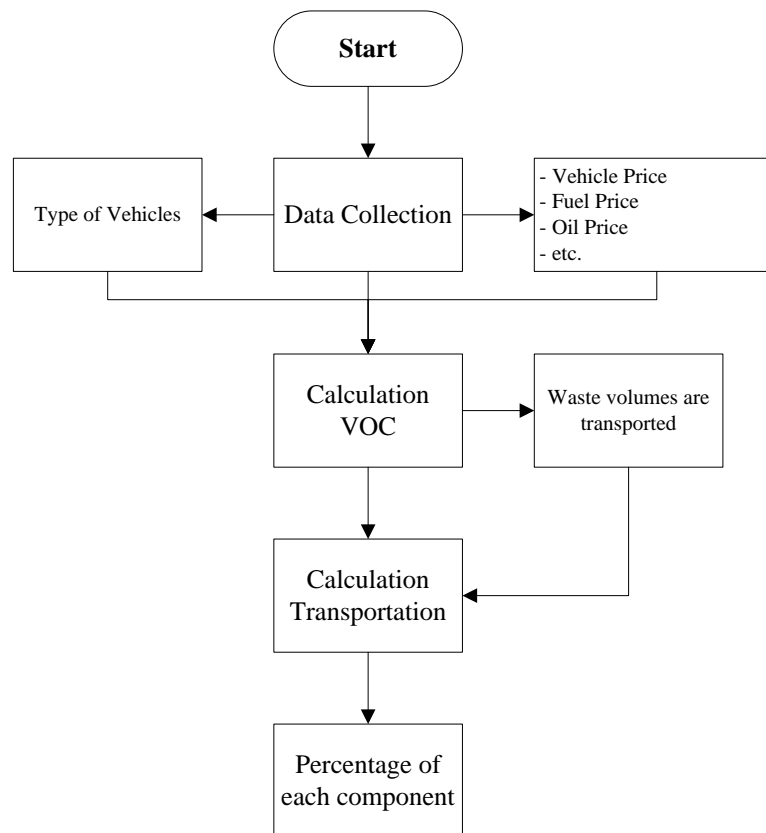 Start
Type of Vehicles
Data Collection
- Vehicle Price
- Fuel Price
- Oil Price
- etc.
Calculation
VOC
Waste volumes are
transported
Calculation
Transportation
Percentage of
each component